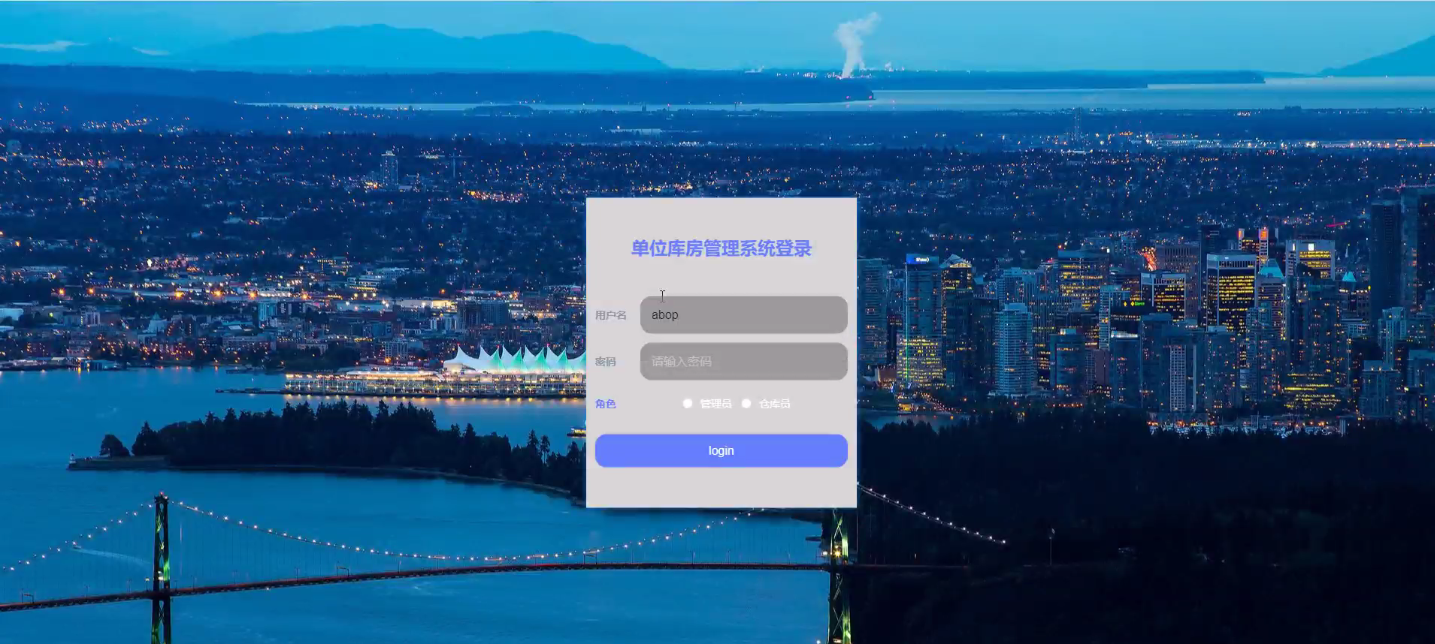 单位库房管理系统登录
用户名 abop
密码 请输入密码
角色 管理员 仓库员
login